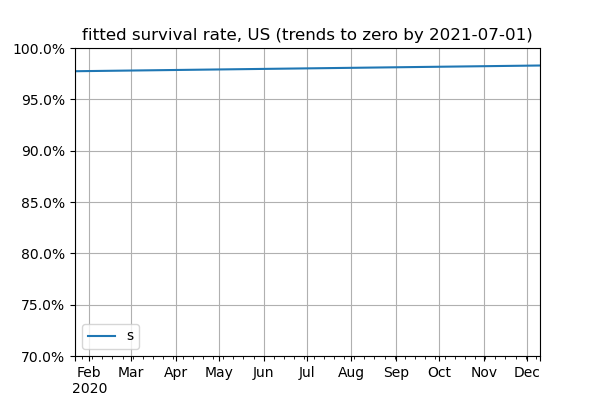 fitted survival rate, US (trends to zero by 2021-07-01)
100.0%
95.0%
90.0%
85.0%
80.0%
75.0%
70.0%
s
Feb Mar Apr May Jun Jul Aug Sep Oct Nov Dec
2020